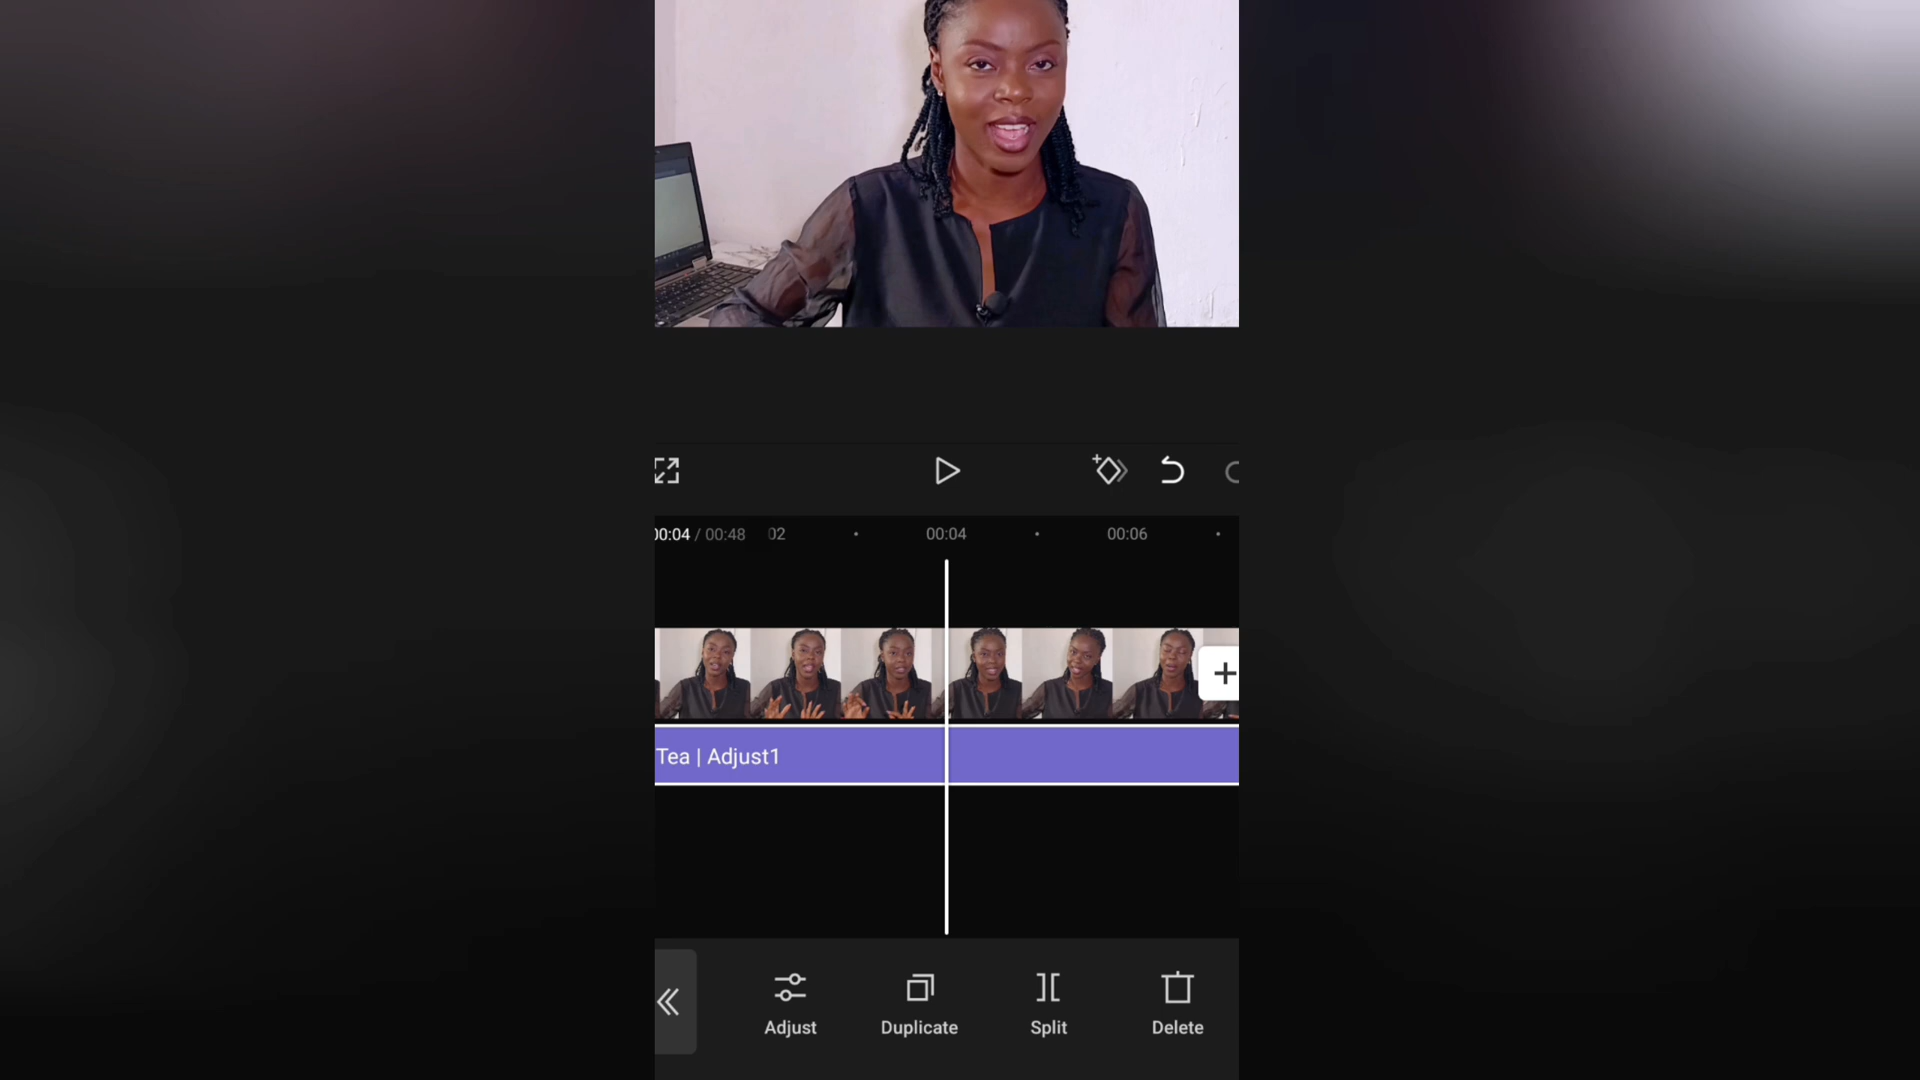 00:04 / 00:48 02 00:04 00:06
Tea | Adjust1
Adjust Duplicate Split Delete